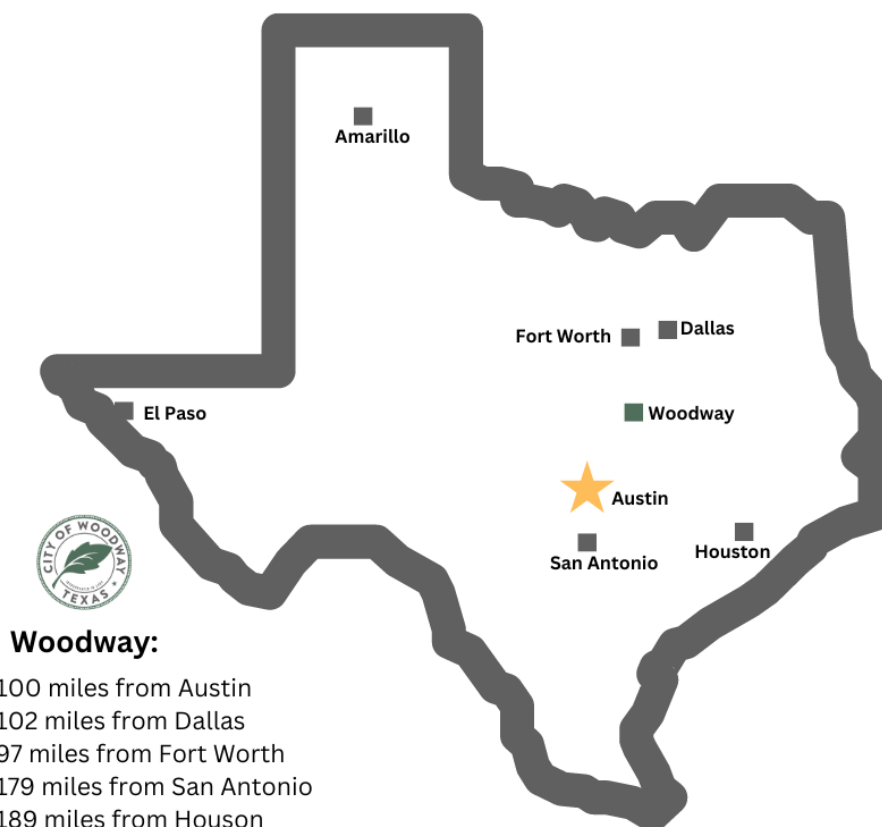 Amarillo
Fort Worth
Dallas
El Paso
Woodway
Austin
San Antonio
Houston
CITY OF WOODWAY
TEXAS
Woodway:
100 miles from Austin
102 miles from Dallas
97 miles from Fort Worth
179 miles from San Antonio
189 miles from Houson